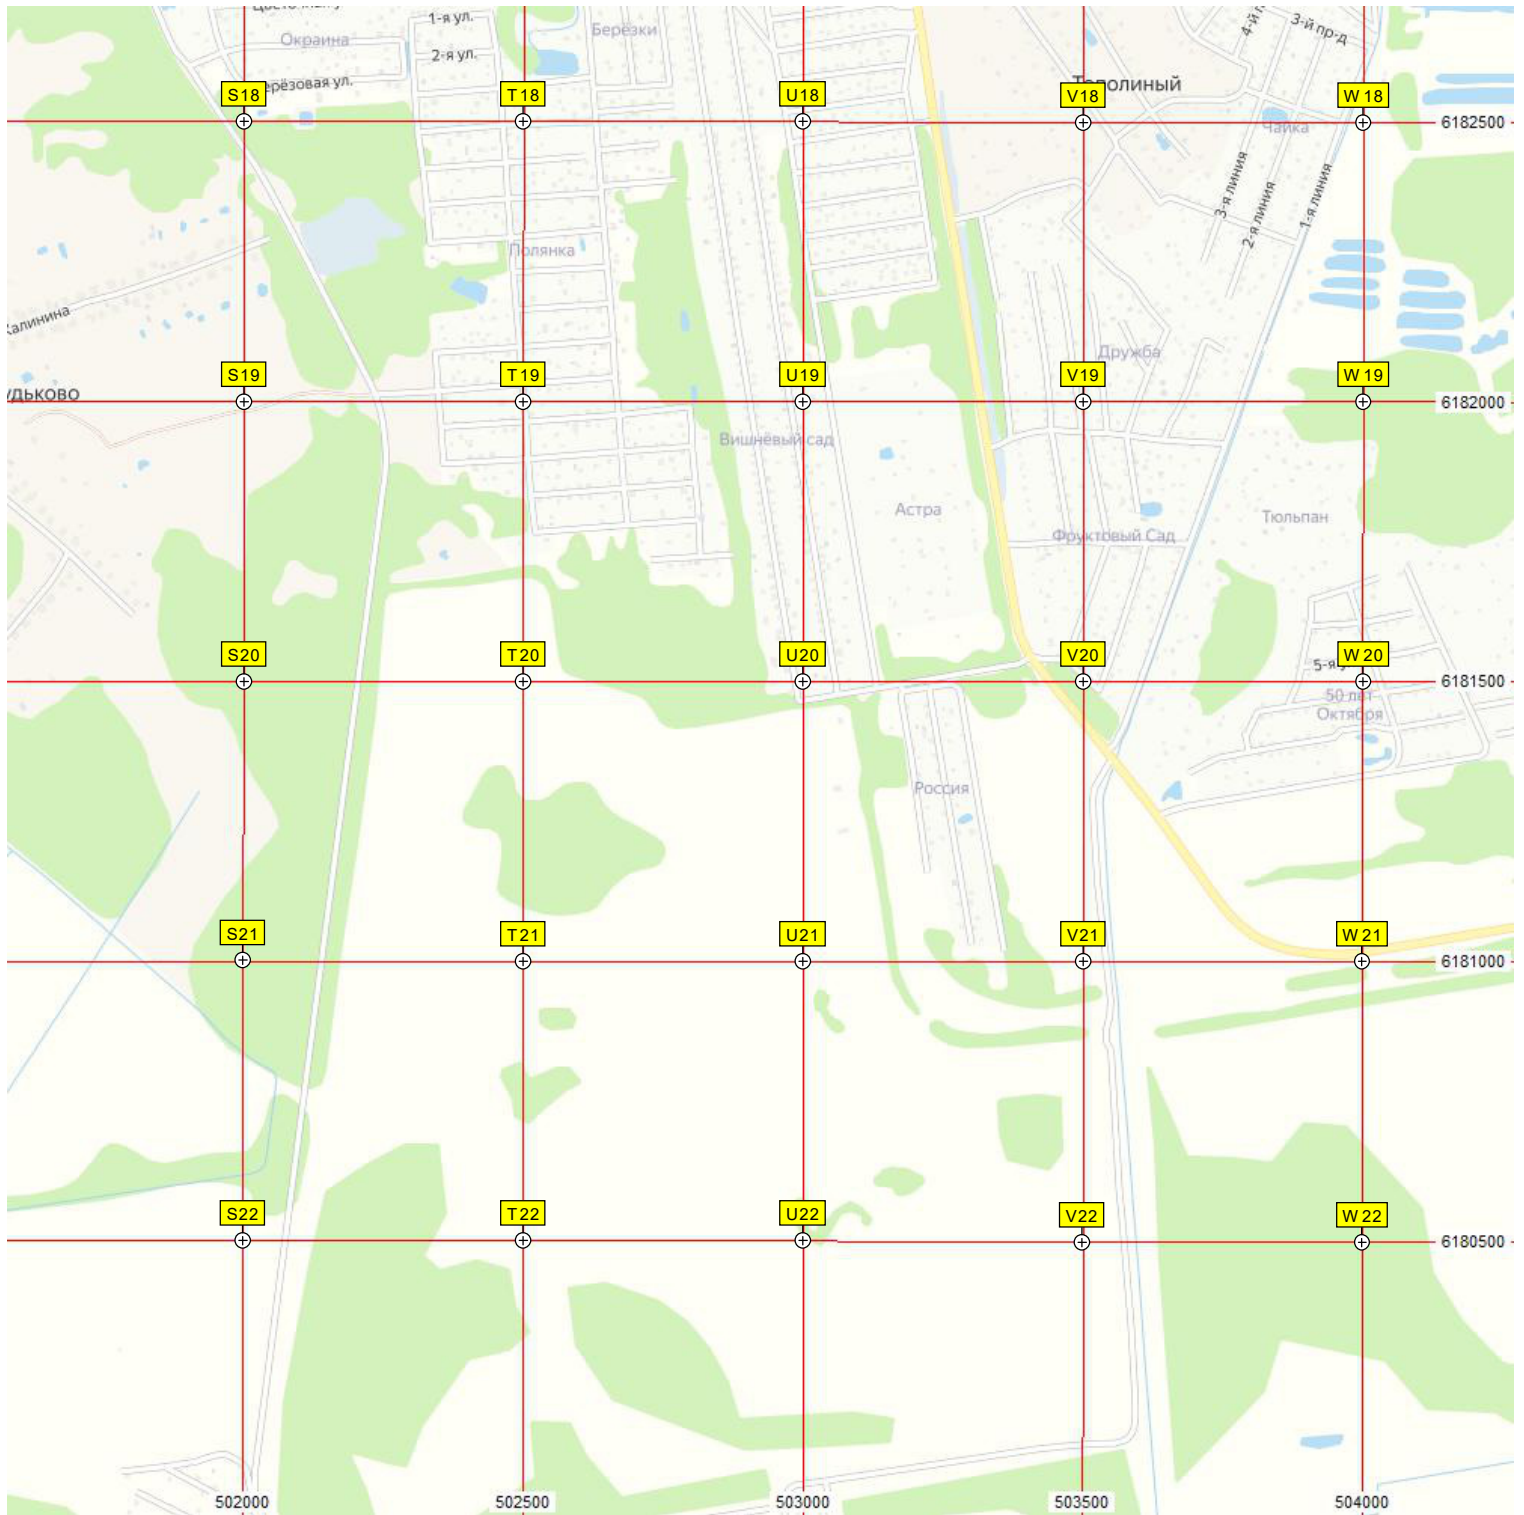 1-я ул.
Берёзки
3-й пр-д
Окраина
2-я ул.
Тополиный
S18
T18
U18
V18
W18
6182500
Чайка
3-я линия
2-я линия
1-я линия
Полянка
Дружба
S19
T19
U19
V19
W19
6182000
Вишнёвый сад
Астра
Тюльпан
Фруктовый Сад
S20
T20
U20
V20
W20
6181500
50 лет
Октября
Россия
S21
T21
U21
V21
W21
6181000
S22
T22
U22
V22
W22
6180500
502000
502500
503000
503500
504000